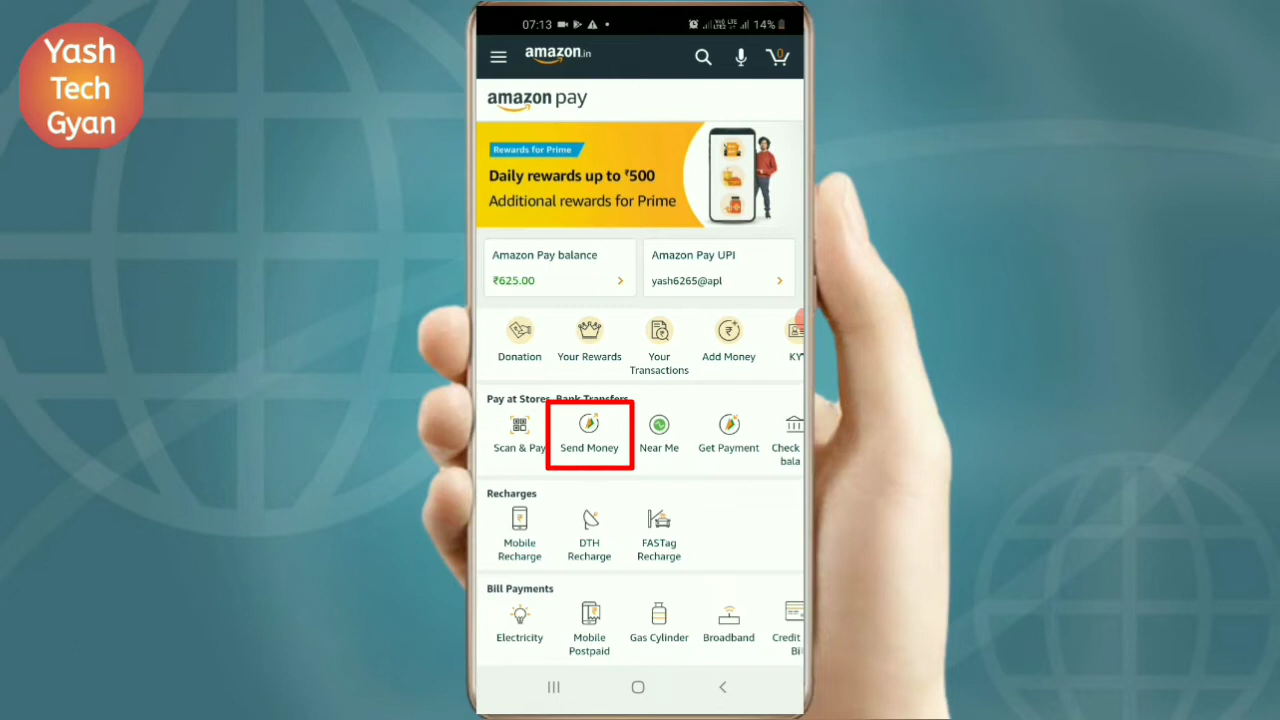 Yash
Tech
Gyan
07:13
14%
amazon.in
0
amazon pay
Rewards for Prime
Daily rewards up to ₹500
Additional rewards for Prime
Amazon Pay balance
₹625.00
Amazon Pay UPI
yash6265@apl
Donation
Your Rewards
Your
Transactions
Add Money
KY
Pay at Stores
Bank Transfers
Scan & Pay
Send Money
Near Me
Get Payment
Check
bala
Recharges
Mobile
Recharge
DTH
Recharge
FASTag
Recharge
Bill Payments
Electricity
Mobile
Postpaid
Gas Cylinder
Broadband
Credit
Bi